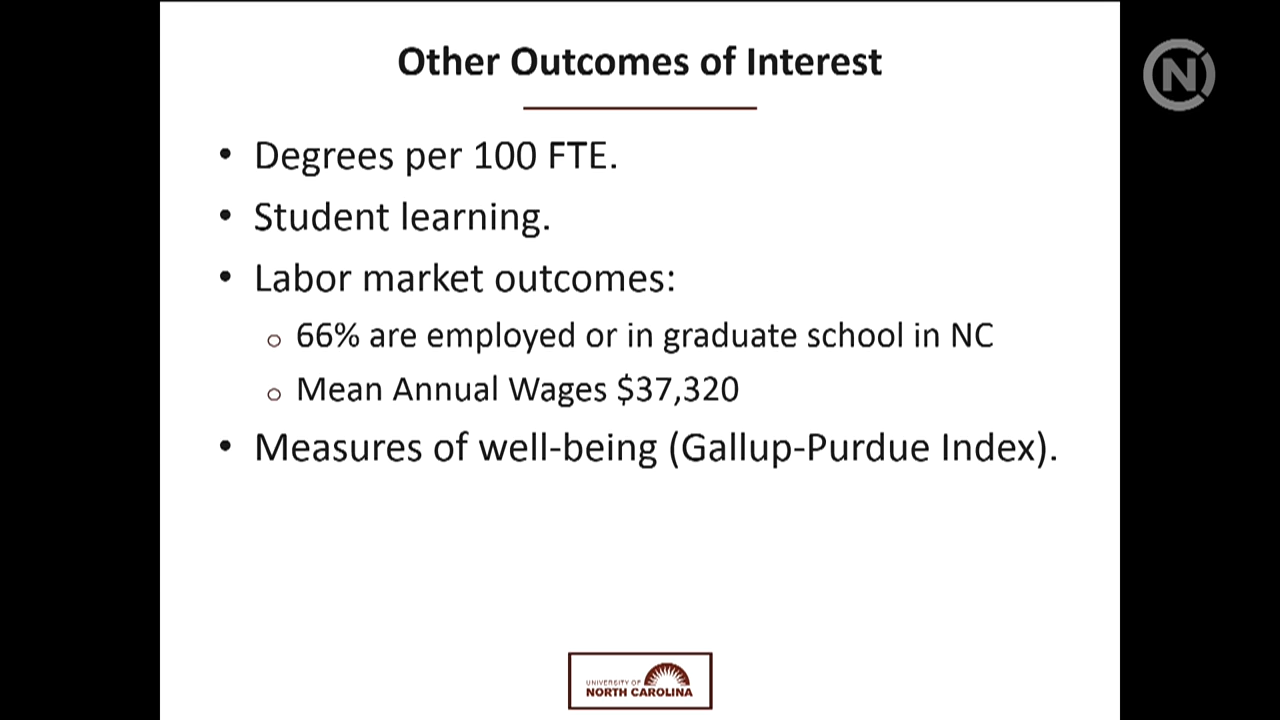 Other Outcomes of Interest
• Degrees per 100 FTE.
• Student learning.
• Labor market outcomes:
o 66% are employed or in graduate school in NC
o Mean Annual Wages $37,320
• Measures of well-being (Gallup-Purdue Index).
UNIVERSITY OF
NORTH CAROLINA
N